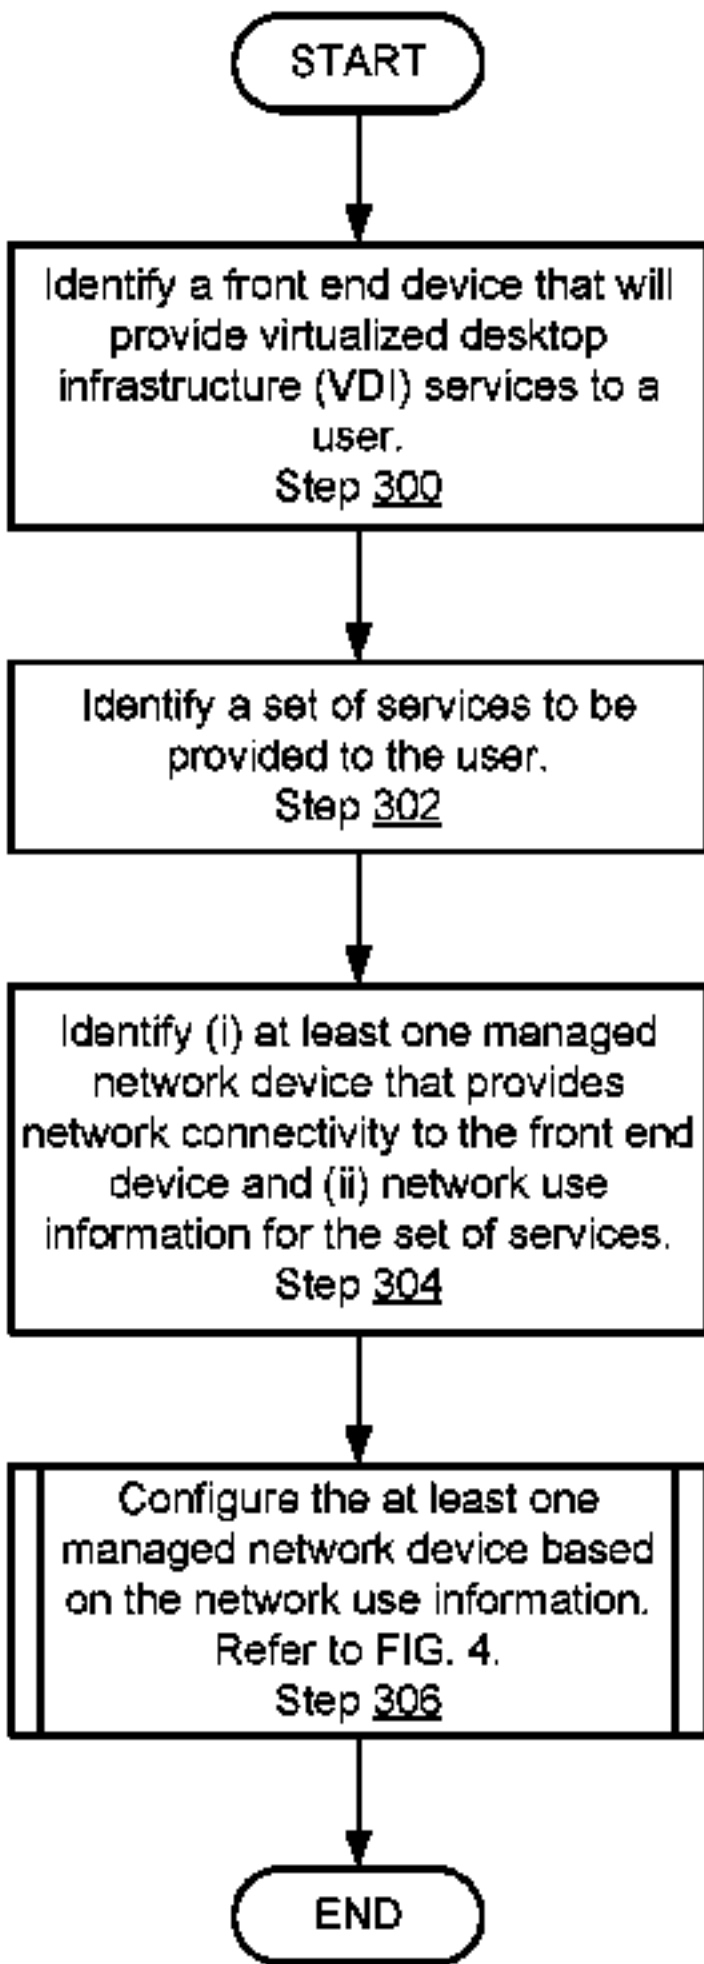 START
Identify a front end device that will
provide virtualized desktop
infrastructure (VDI) services to a
user.
Step 300
Identify a set of services to be
provided to the user.
Step 302
Identify (i) at least one managed
network device that provides
network connectivity to the front end
device and (ii) network use
information for the set of services.
Step 304
Configure the at least one
managed network device based
on the network use information.
Refer to FIG. 4.
Step 306
END